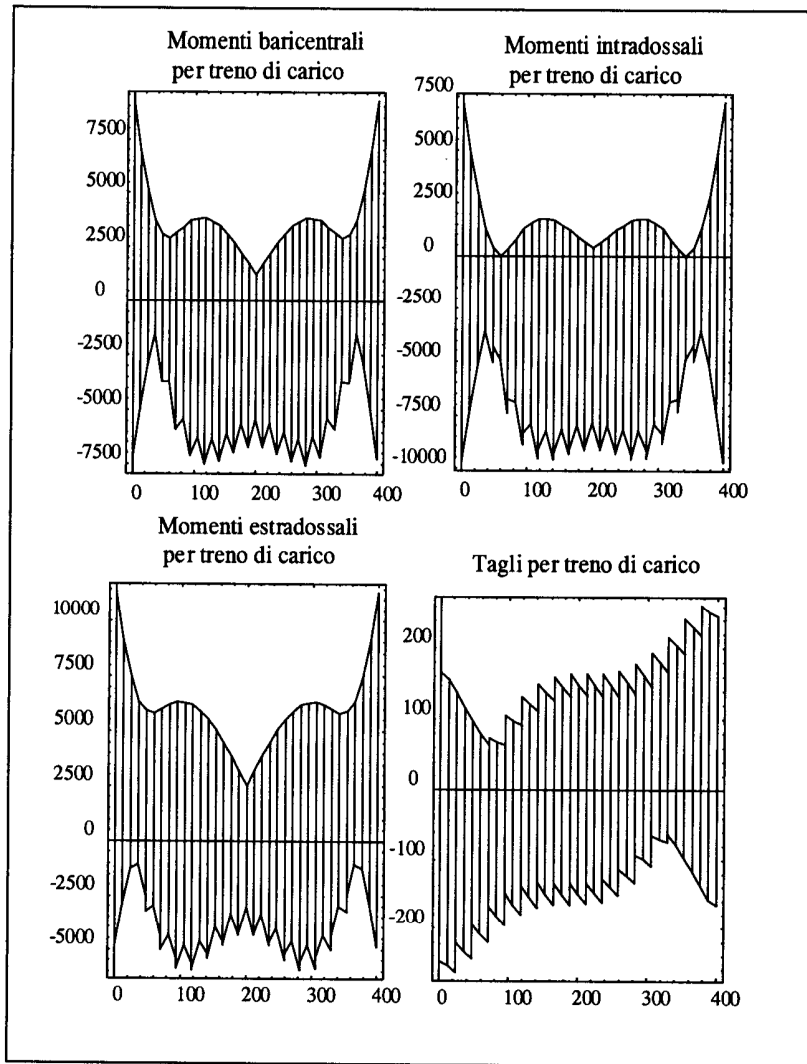 Momenti baricentrali
per treno di carico
7500
5000
2500
0
-2500
-5000
-7500
0 100 200 300 400
Momenti intradossali
per treno di carico
7500
5000
2500
0
-2500
-5000
-7500
-10000
0 100 200 300 400
Momenti estradossali
per treno di carico
10000
7500
5000
2500
0
-2500
-5000
0 100 200 300 400
Tagli per treno di carico
200
100
0
-100
-200
0 100 200 300 400